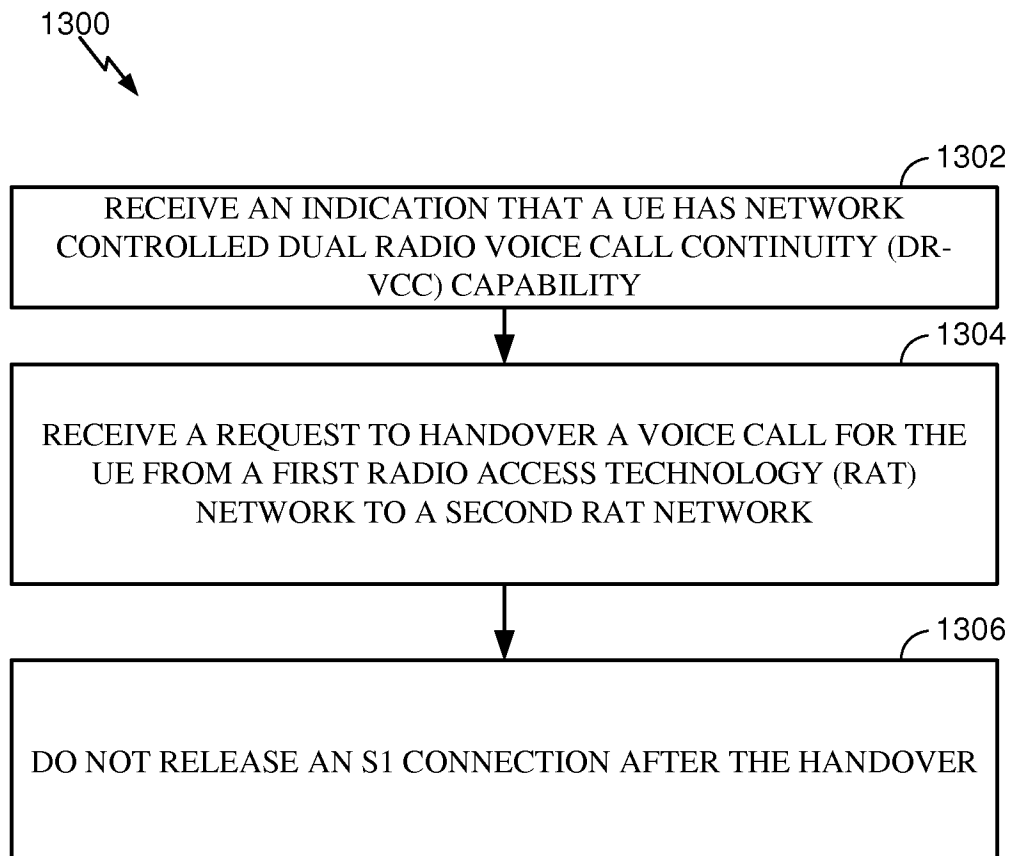 1300
1302
RECEIVE AN INDICATION THAT A UE HAS NETWORK
CONTROLLED DUAL RADIO VOICE CALL CONTINUITY (DR-
VCC) CAPABILITY
1304
RECEIVE A REQUEST TO HANDOVER A VOICE CALL FOR THE
UE FROM A FIRST RADIO ACCESS TECHNOLOGY (RAT)
NETWORK TO A SECOND RAT NETWORK
1306
DO NOT RELEASE AN S1 CONNECTION AFTER THE HANDOVER